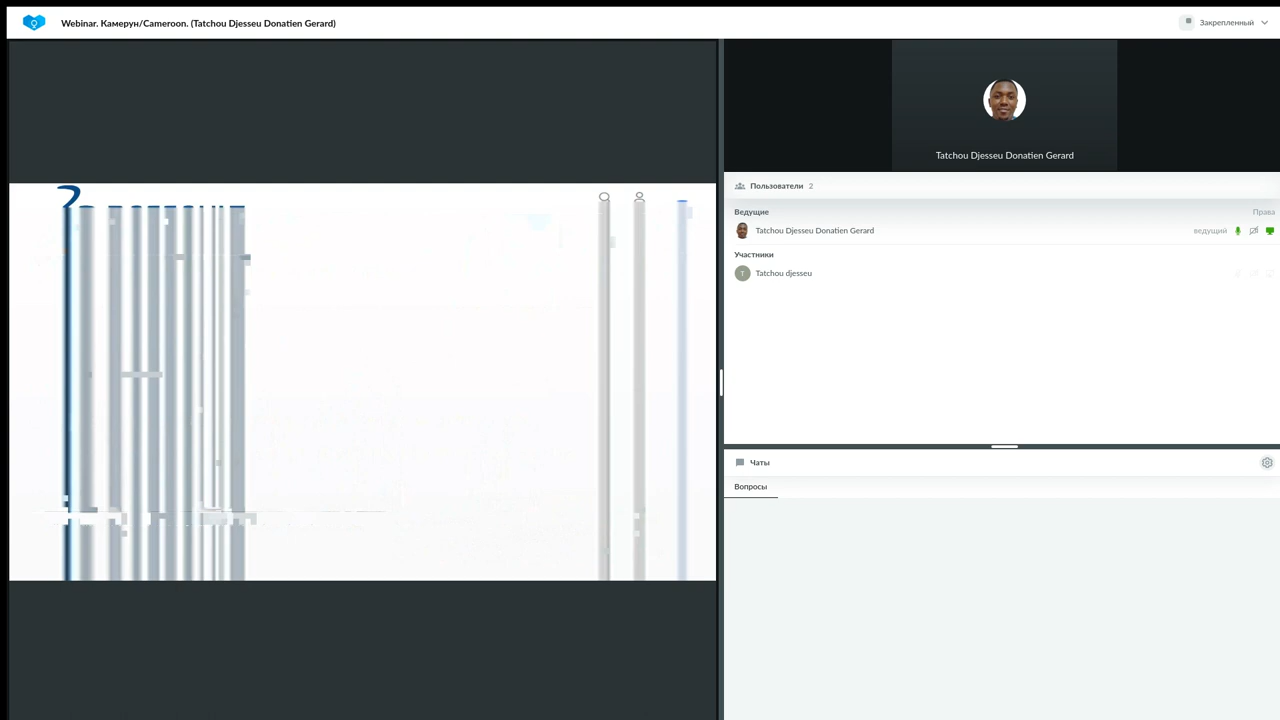 Webinar. Камерун/Cameroon. (Tatchou Djesseu Donatien Gerard)
Закрепленный
Tatchou Djesseu Donatien Gerard
Пользователи 2
Ведущие Права
Tatchou Djesseu Donatien Gerard ведущий
Участники
T Tatchou djesseu
Чаты
Вопросы